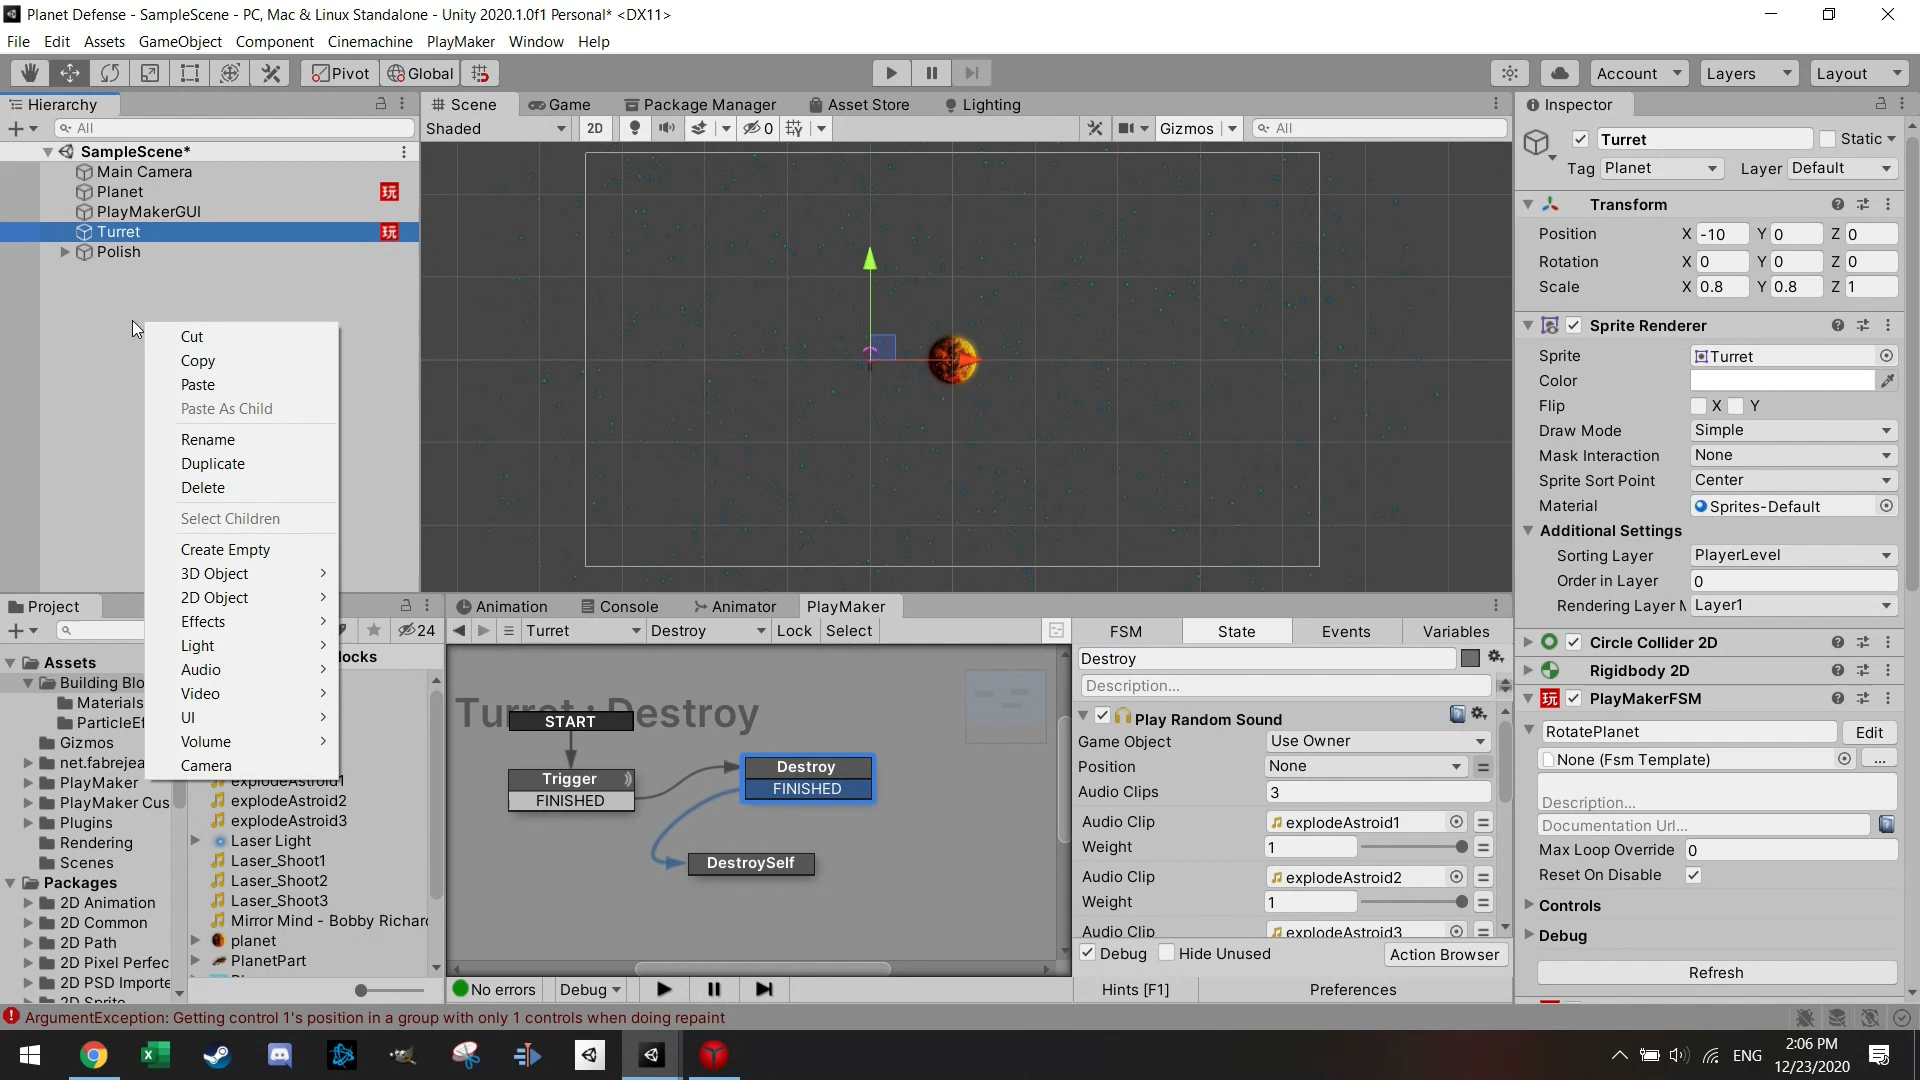 Planet Defense - SampleScene - PC, Mac & Linux Standalone - Unity 2020.1.0f1 Personal* <DX11>
File Edit Assets GameObject Component Cinemachine PlayMaker Window Help
Pivot Global Account Layers Layout
Hierarchy
All
SampleScene*
Main Camera
Planet 玩
PlayMakerGUI
Turret 玩
Polish
Cut
Copy
Paste
Paste As Child
Rename
Duplicate
Delete
Select Children
Create Empty
3D Object
2D Object
Effects
Light
Audio
Video
UI
Volume
Camera
Scene Game Package Manager Asset Store Lighting
Shaded 2D 0 Gizmos All
Project
24
Assets
Building Blo
Materials
ParticleEf
Gizmos
net.fabrejea
PlayMaker
PlayMaker Cus
Plugins
Rendering
Scenes
Packages
2D Animation
2D Common
2D Path
2D Pixel Perfec
2D PSD Importe
2D Sprite
locks
explodeAstroid1
explodeAstroid2
explodeAstroid3
Laser Light
Laser_Shoot1
Laser_Shoot2
Laser_Shoot3
Mirror Mind - Bobby Richard
planet
PlanetPart
Animation Console Animator PlayMaker
Turret Destroy Lock Select
Turret : Destroy
START
Trigger
FINISHED
Destroy
FINISHED
DestroySelf
No errors Debug
FSM State Events Variables
Destroy
Description...
Play Random Sound
Game Object Use Owner
Position None
Audio Clips 3
Audio Clip explodeAstroid1
Weight 1
Audio Clip explodeAstroid2
Weight 1
Audio Clip explodeAstroid3
Debug Hide Unused Action Browser
Hints [F1] Preferences
Inspector
Turret Static
Tag Planet Layer Default
Transform
Position X -10 Y 0 Z 0
Rotation X 0 Y 0 Z 0
Scale X 0.8 Y 0.8 Z 1
Sprite Renderer
Sprite Turret
Color
Flip X Y
Draw Mode Simple
Mask Interaction None
Sprite Sort Point Center
Material Sprites-Default
Additional Settings
Sorting Layer PlayerLevel
Order in Layer 0
Rendering Layer M Layer1
Circle Collider 2D
Rigidbody 2D
玩 PlayMakerFSM
RotatePlanet Edit
None (Fsm Template) ...
Description...
Documentation Url...
Max Loop Override 0
Reset On Disable
Controls
Debug
Refresh
ArgumentException: Getting control 1's position in a group with only 1 controls when doing repaint
ENG
2:06 PM
12/23/2020